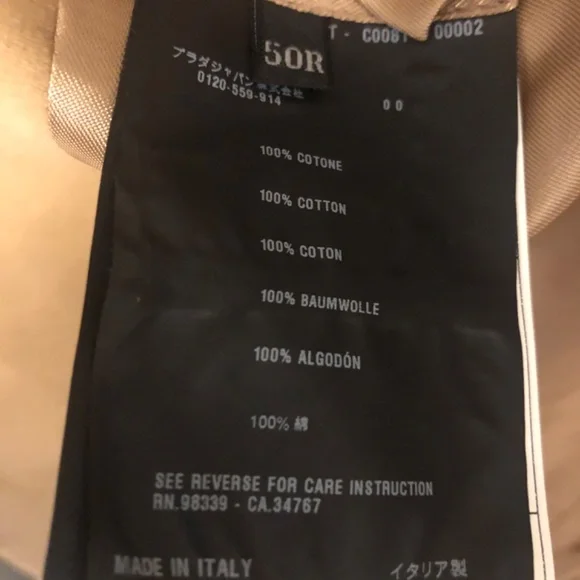 - C0081 00002
50R
プラダジャパン株式会社
0120-559-914
00
100% COTONE
100% COTTON
100% COTON
100% BAUMWOLLE
100% ALGODÓN
100% 綿
SEE REVERSE FOR CARE INSTRUCTION
RN.98339 - CA.34767
MADE IN ITALY イタリア製